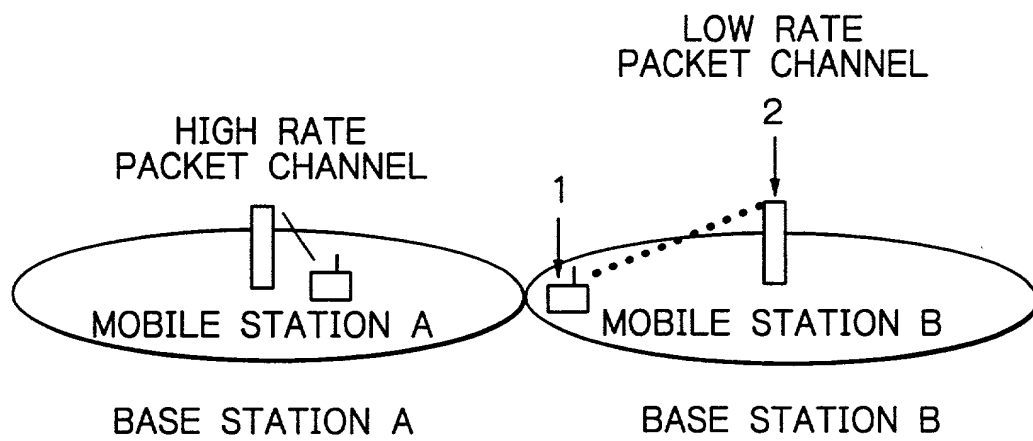 LOW RATE
PACKET CHANNEL
2
HIGH RATE
PACKET CHANNEL
1
MOBILE STATION A
MOBILE STATION B
BASE STATION A
BASE STATION B